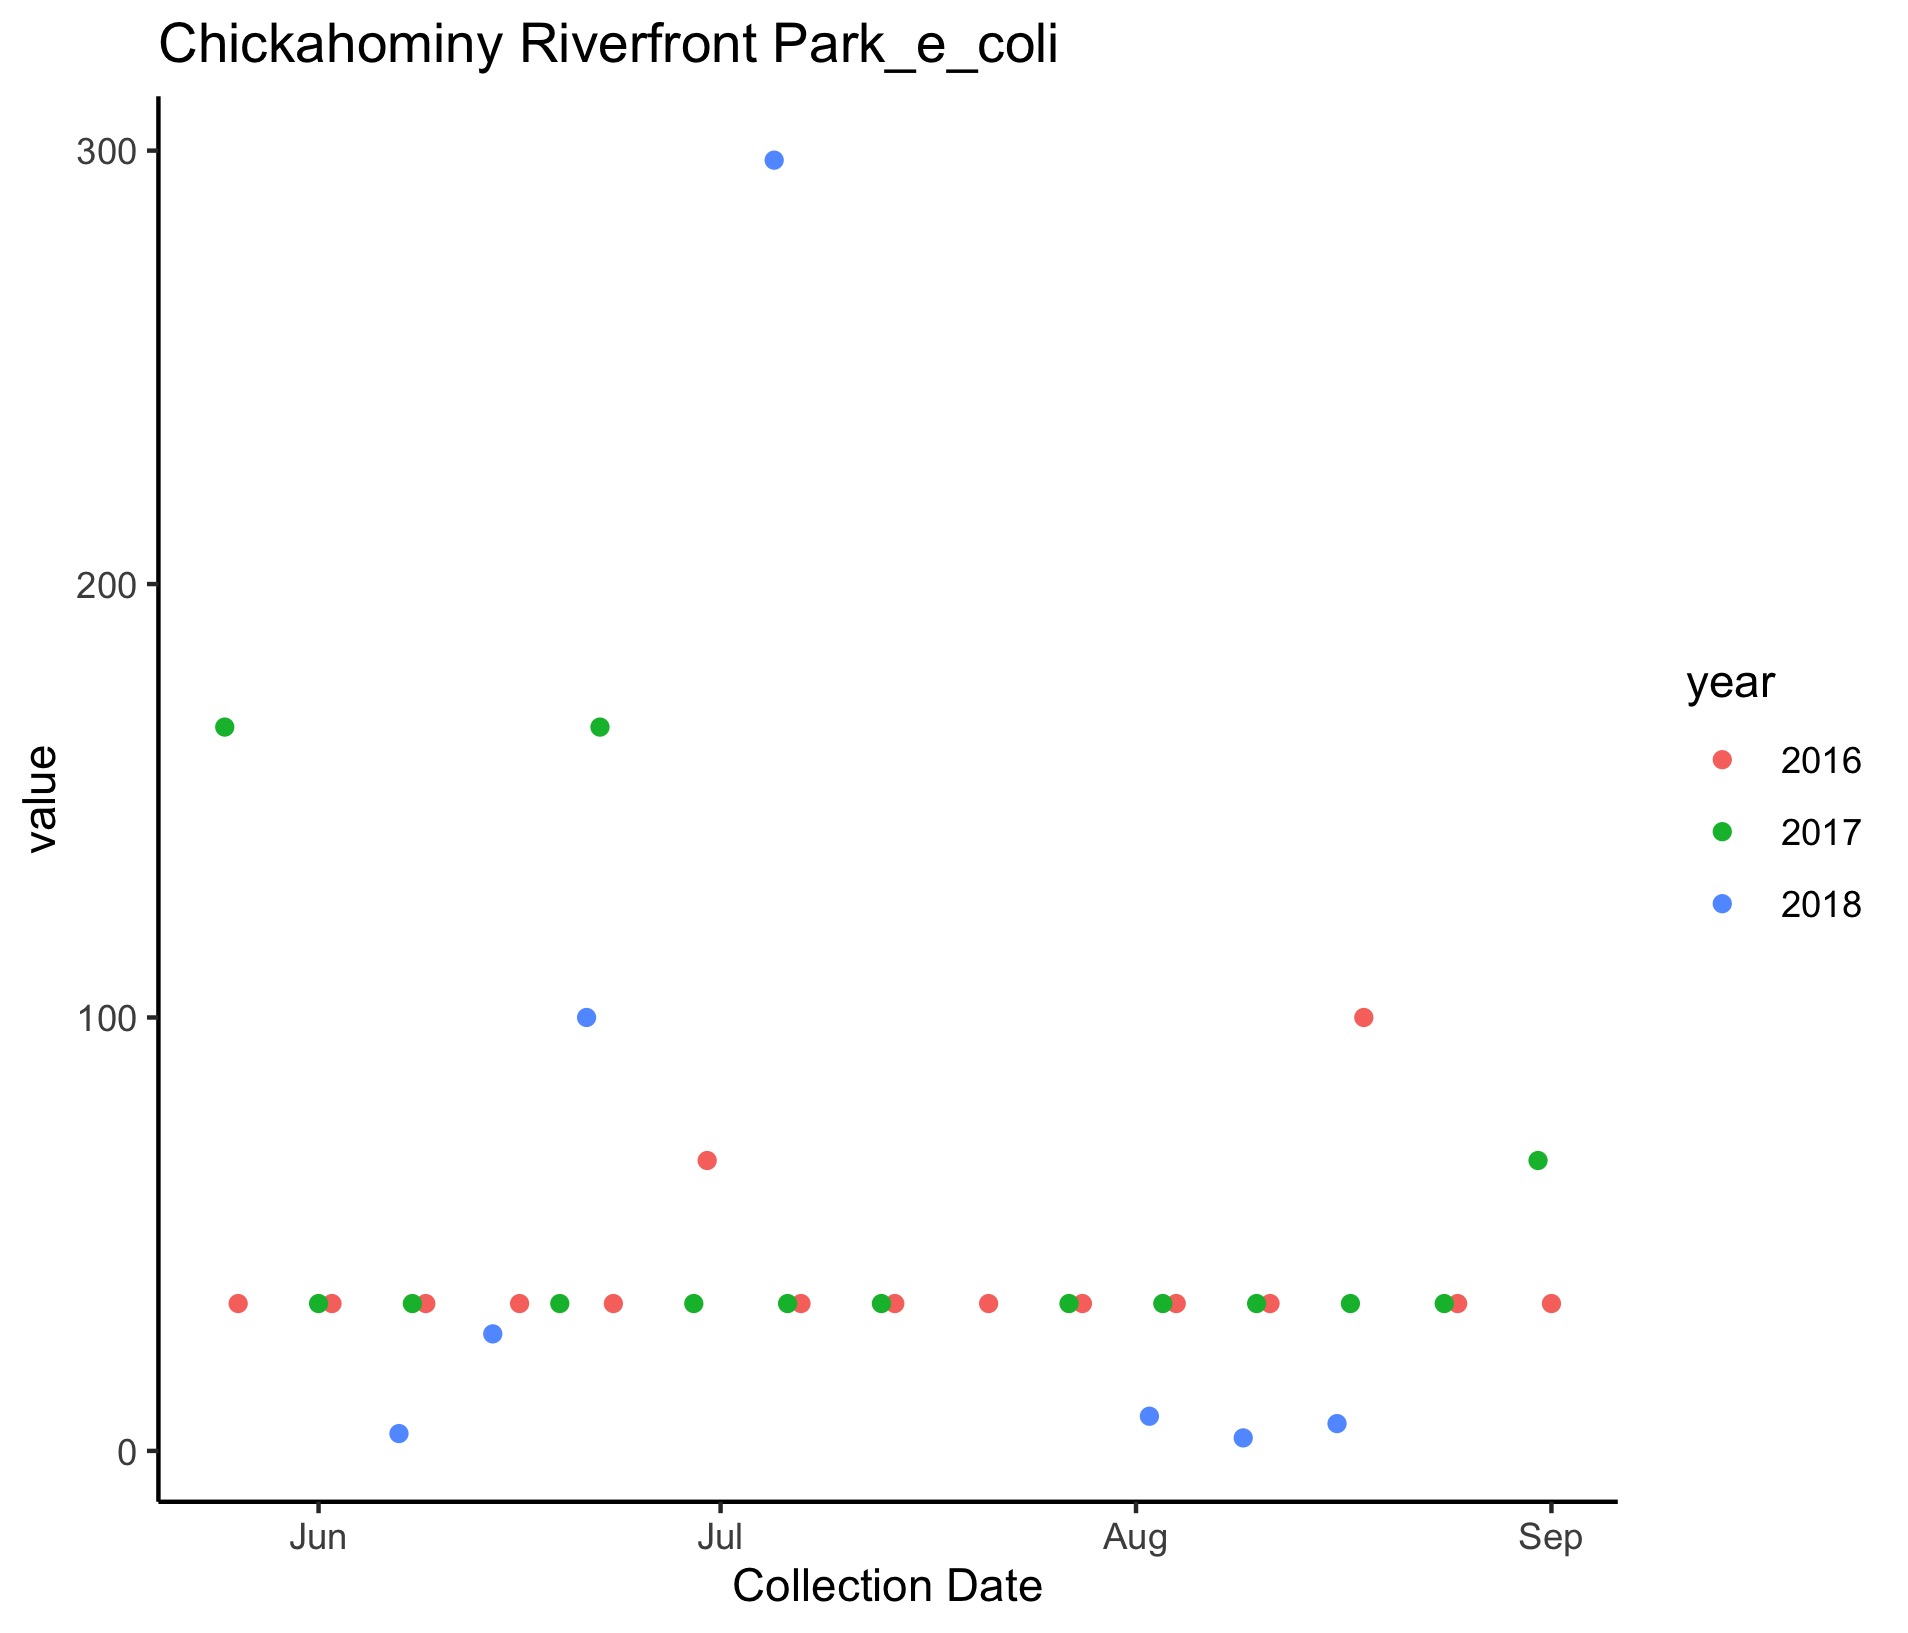 Chickahominy Riverfront Park_e_coli
300
200
100
0
value
Jun
Jul
Aug
Sep
Collection Date
year
2016
2017
2018